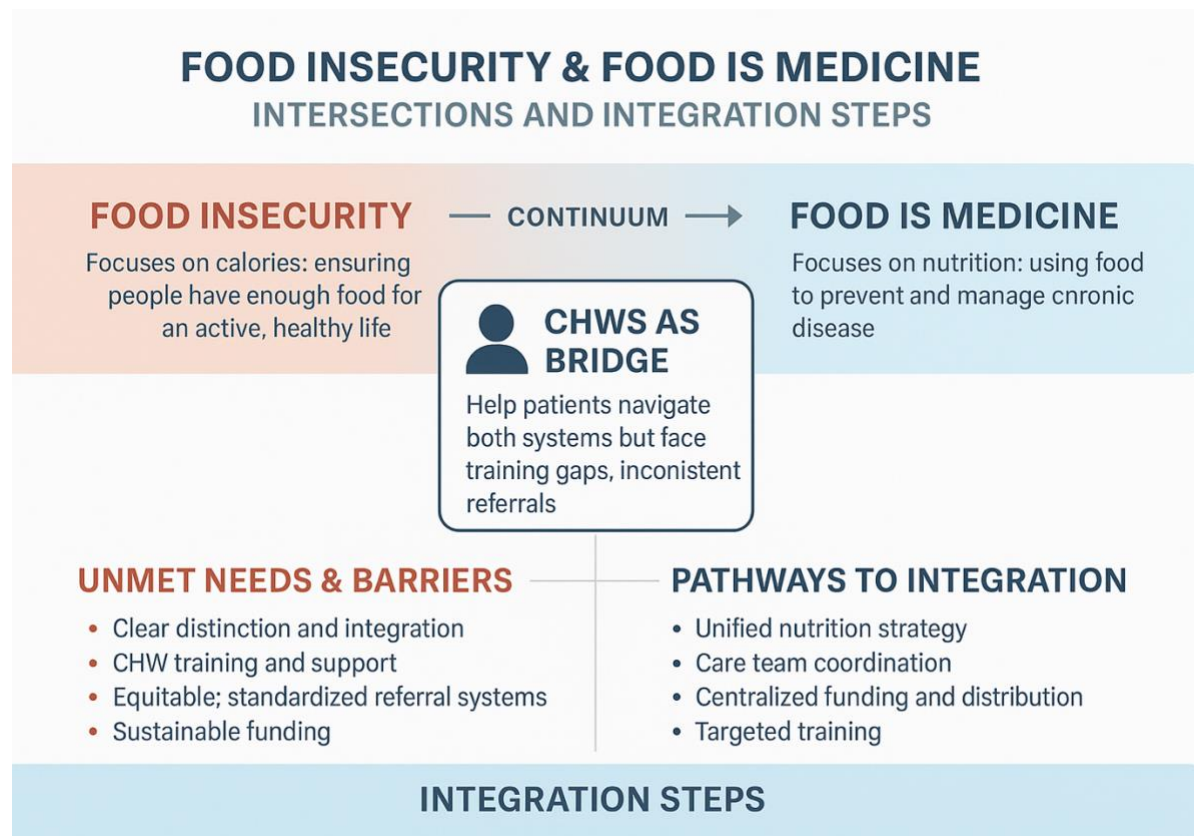 FOOD INSECURITY & FOOD IS MEDICINE
INTERSECTIONS AND INTEGRATION STEPS
FOOD INSECURITY
Focuses on calories: ensuring
people have enough food for
an active, healthy life
CONTINUUM
FOOD IS MEDICINE
Focuses on nutrition: using food
to prevent and manage cnronic
disease
CHWS AS
BRIDGE
Help patients navigate
both systems but face
training gaps, inconistent
referrals
UNMET NEEDS & BARRIERS
• Clear distinction and integration
• CHW training and support
• Equitable; standardized referral systems
• Sustainable funding
PATHWAYS TO INTEGRATION
• Unified nutrition strategy
• Care team coordination
• Centralized funding and distribution
• Targeted training
INTEGRATION STEPS